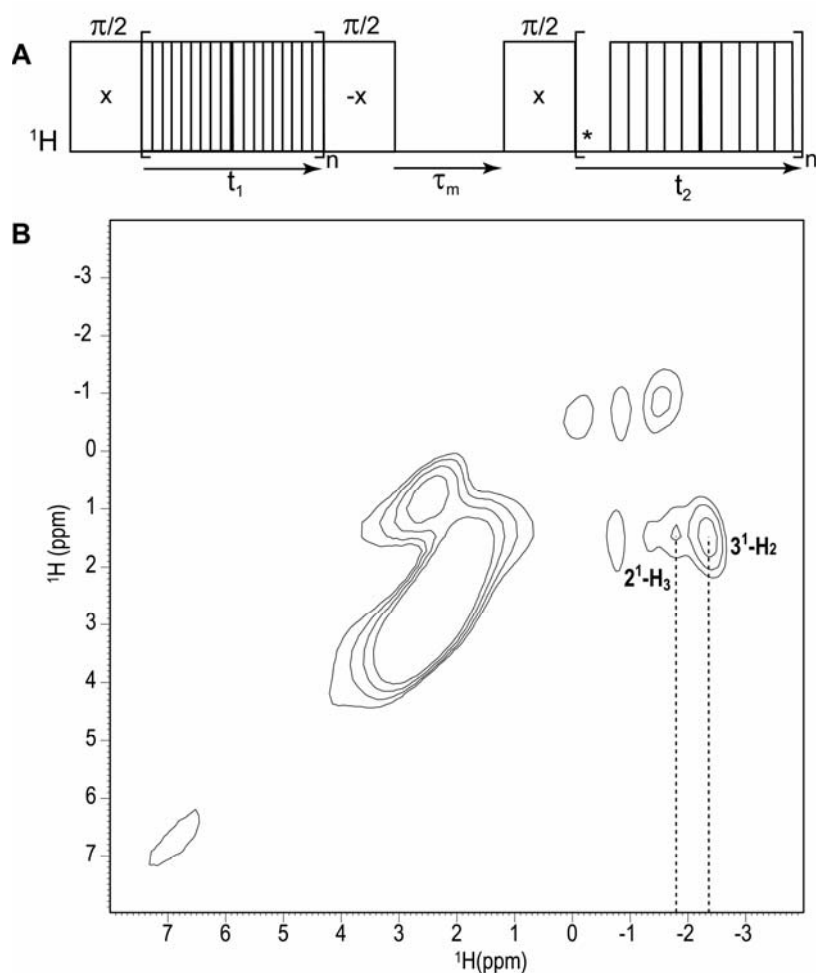 A
π/2 π/2 π/2
x -x x
¹H * n n
t₁ τₘ t₂
B
-3
-2
-1
0
1
2
3
4
5
6
7
¹H (ppm)
2¹-H₃ 3¹-H₂
7 6 5 4 3 2 1 0 -1 -2 -3
¹H(ppm)